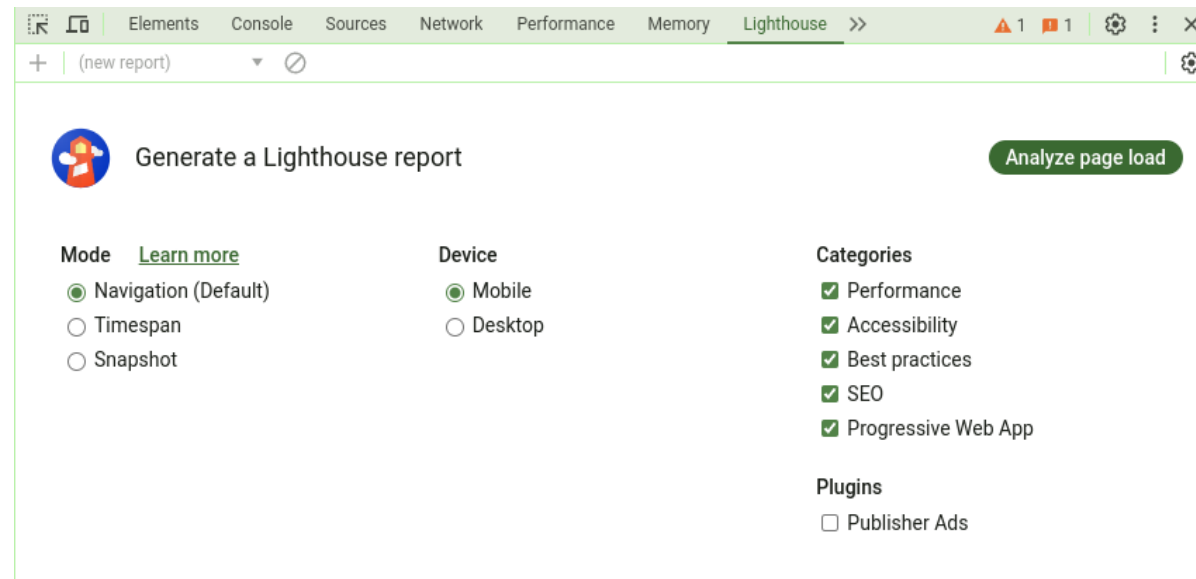 Elements Console Sources Network Performance Memory Lighthouse 1 1
(new report)
Generate a Lighthouse report
Analyze page load
Mode Learn more
Navigation (Default)
Timespan
Snapshot
Device
Mobile
Desktop
Categories
Performance
Accessibility
Best practices
SEO
Progressive Web App
Plugins
Publisher Ads